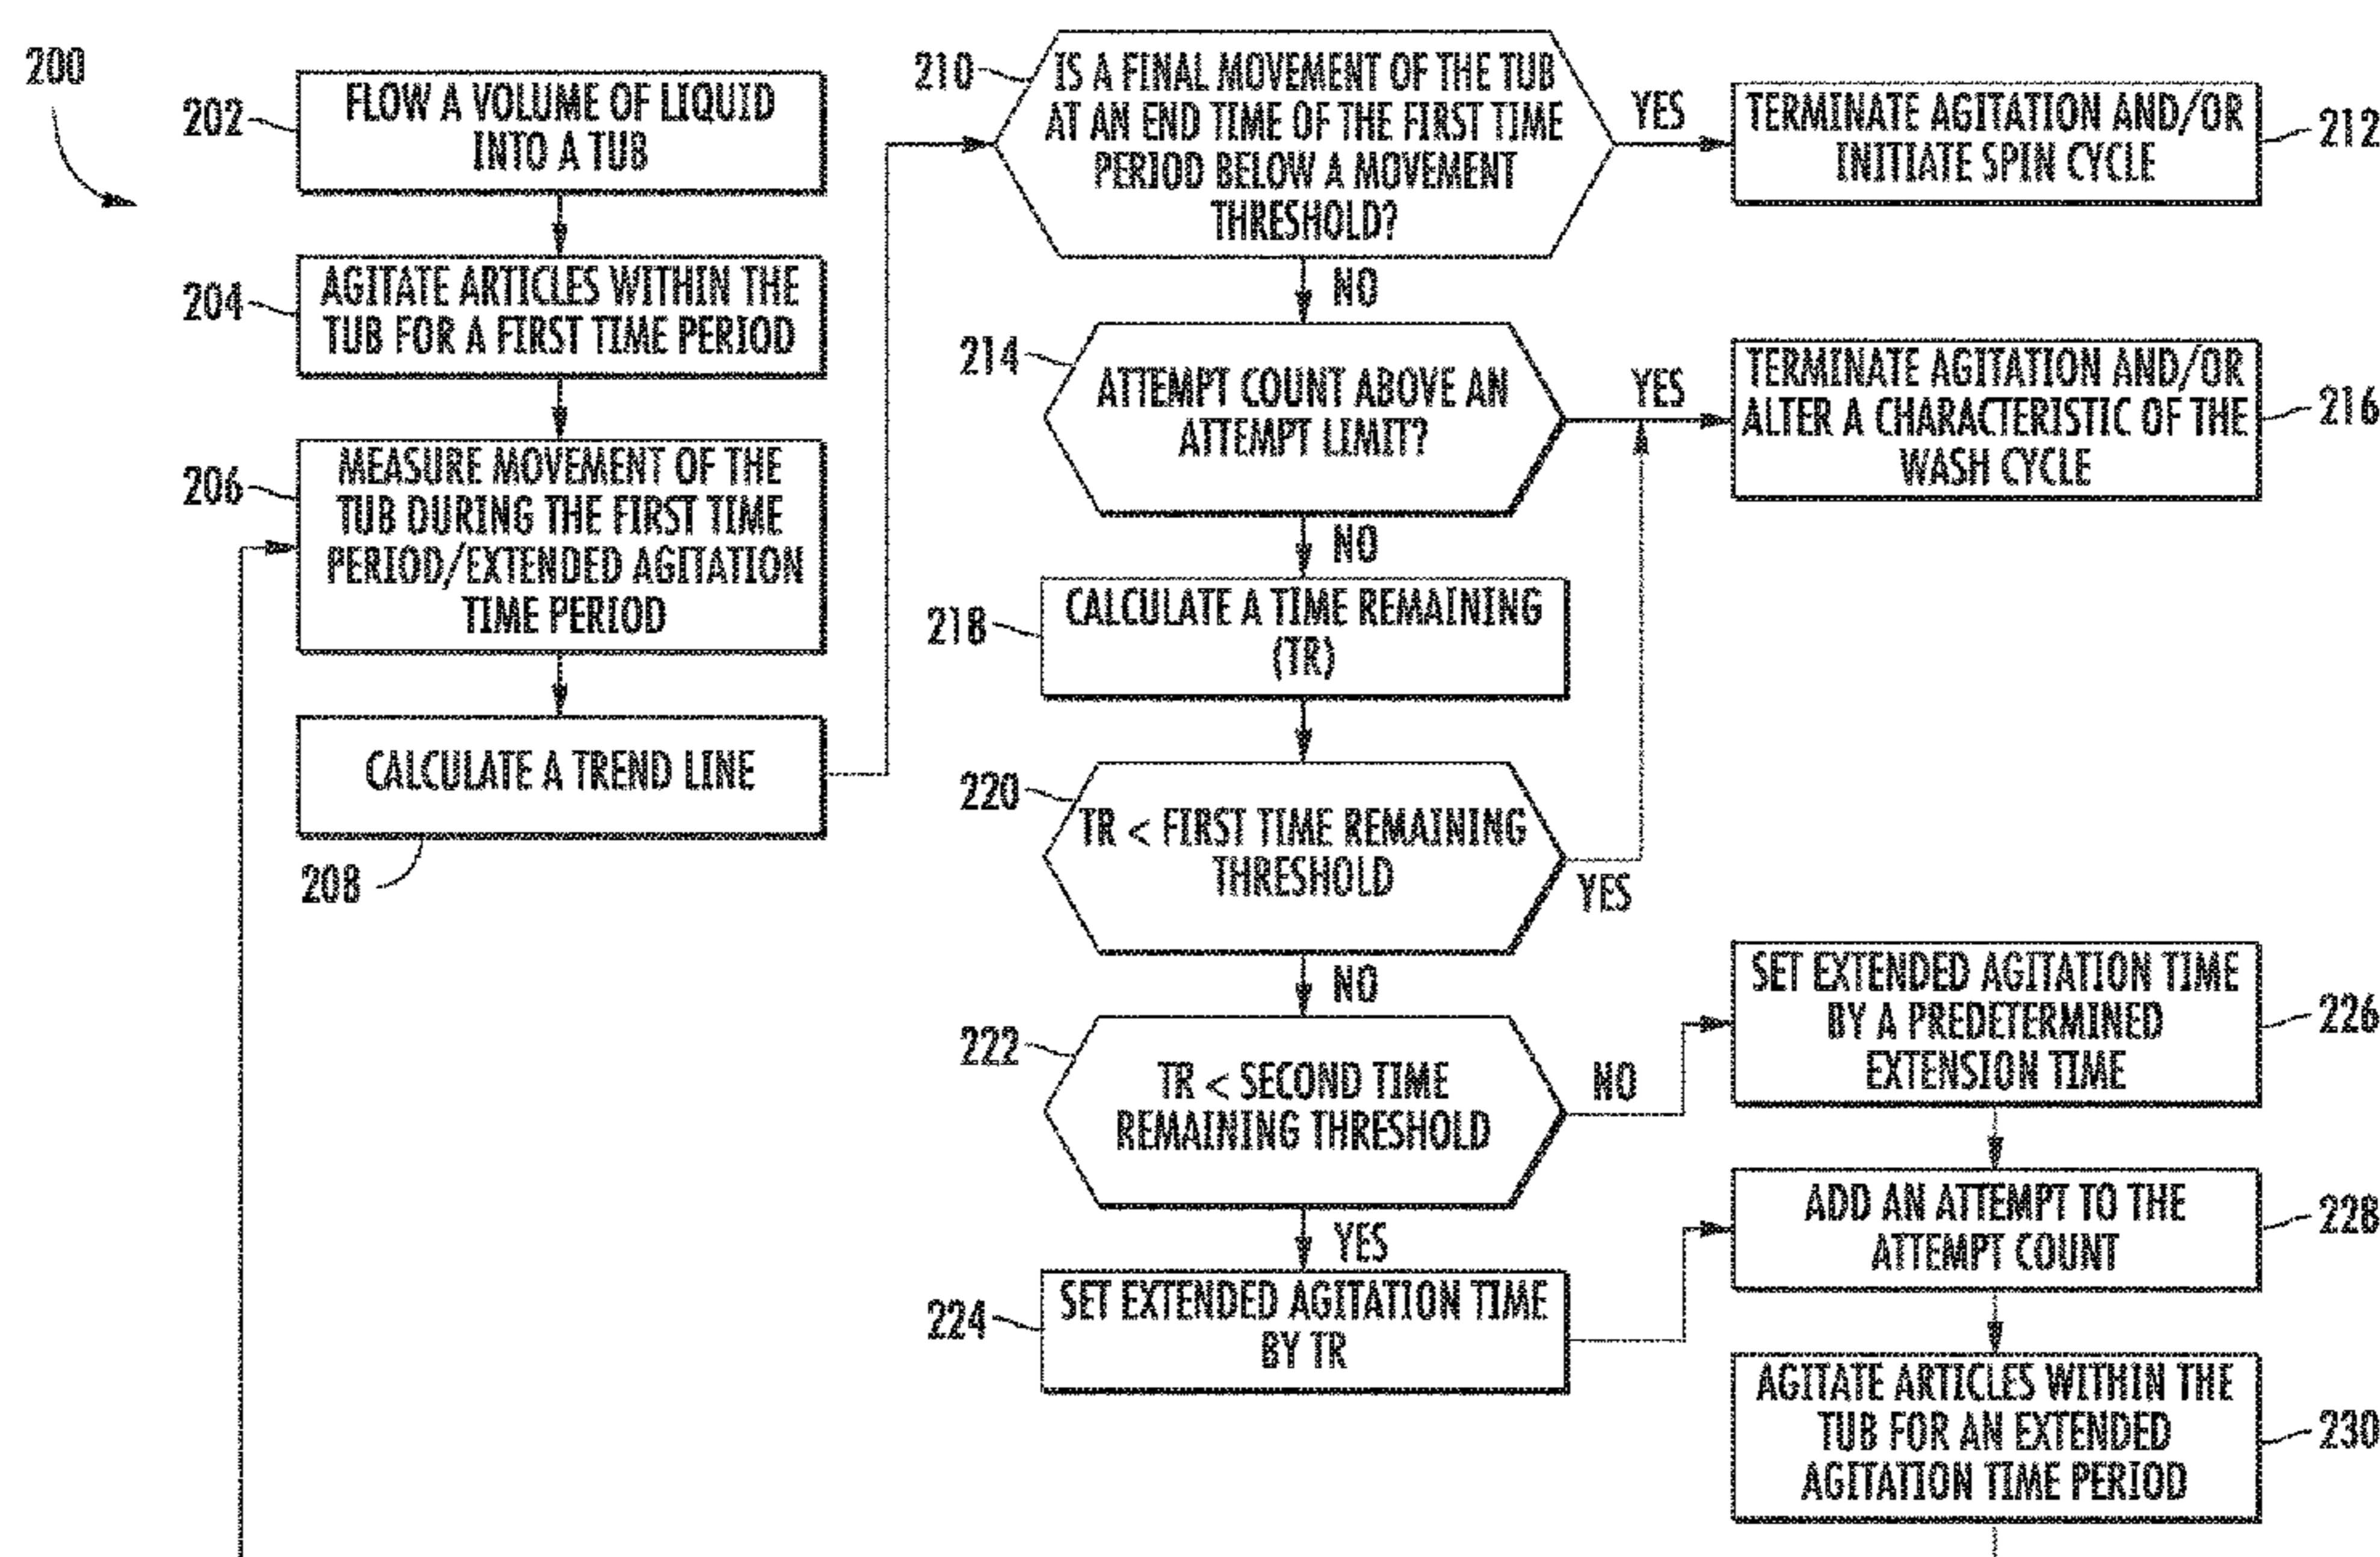 200
202
FLOW A VOLUME OF LIQUID
INTO A TUB
204
AGITATE ARTICLES WITHIN THE
TUB FOR A FIRST TIME PERIOD
206
MEASURE MOVEMENT OF THE
TUB DURING THE FIRST TIME
PERIOD/EXTENDED AGITATION
TIME PERIOD
CALCULATE A TREND LINE
208
210
IS A FINAL MOVEMENT OF THE TUB
AT AN END TIME OF THE FIRST TIME
PERIOD BELOW A MOVEMENT
THRESHOLD?
YES
TERMINATE AGITATION AND/OR
INITIATE SPIN CYCLE
212
NO
214
ATTEMPT COUNT ABOVE AN
ATTEMPT LIMIT?
YES
TERMINATE AGITATION AND/OR
ALTER A CHARACTERISTIC OF THE
WASH CYCLE
216
NO
218
CALCULATE A TIME REMAINING
(TR)
220
TR < FIRST TIME REMAINING
THRESHOLD
YES
NO
222
TR < SECOND TIME
REMAINING THRESHOLD
NO
YES
224
SET EXTENDED AGITATION TIME
BY TR
SET EXTENDED AGITATION TIME
BY A PREDETERMINED
EXTENSION TIME
226
ADD AN ATTEMPT TO THE
ATTEMPT COUNT
228
AGITATE ARTICLES WITHIN THE
TUB FOR AN EXTENDED
AGITATION TIME PERIOD
230